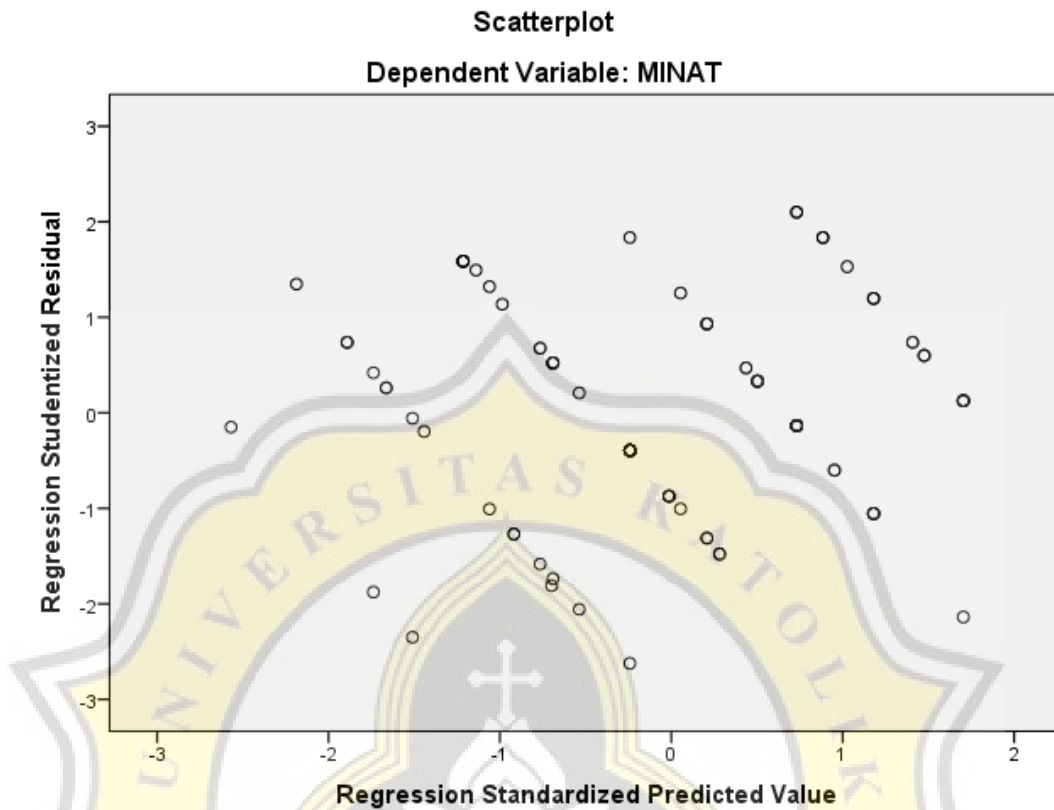 Scatterplot
Dependent Variable: MINAT
Regression Studentized Residual
3
2
1
0
-1
-2
-3
-3
-2
-1
0
1
2
Regression Standardized Predicted Value
UNIVERSITAS KATOLIK